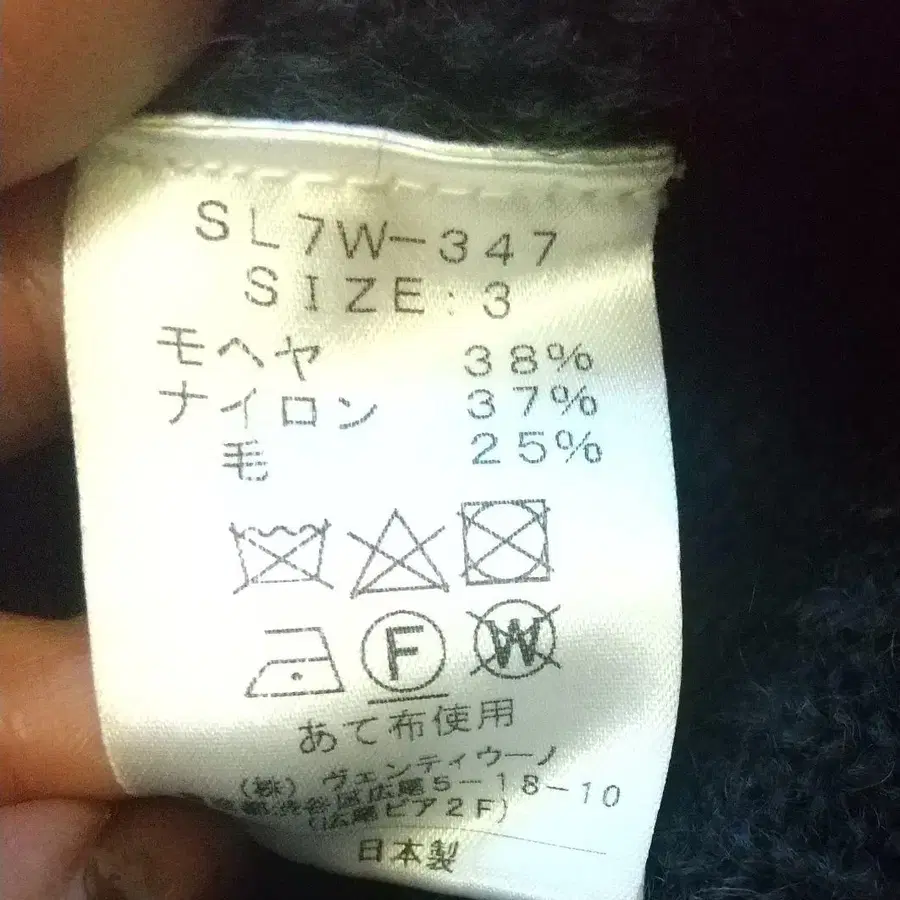 SL7W-347
SIZE:3
モヘヤ 38%
ナイロン 37%
毛 25%
F W
あて布使用
(株) ヴェンティウーノ
渋谷区広尾5-18-10
(広尾ピア2F)
日本製